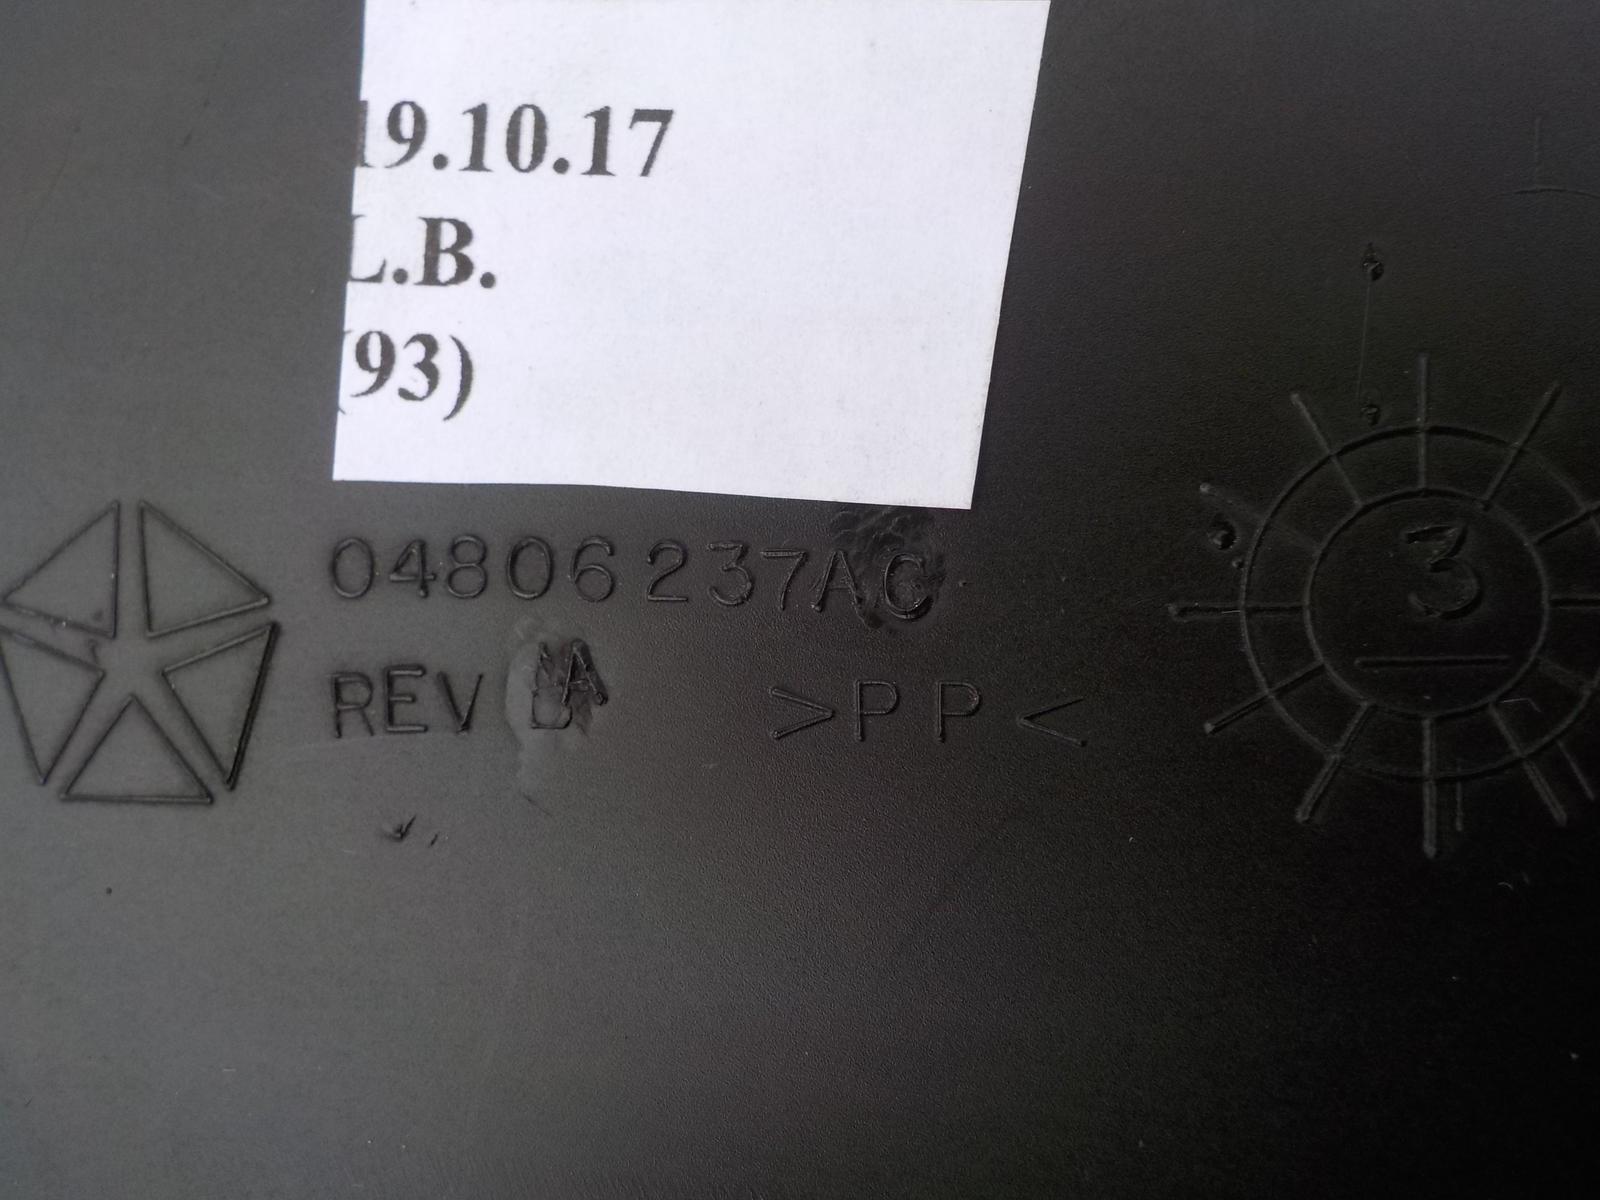 19.10.17
L.B.
(93)
04806237AC
REV A
>PP<
3